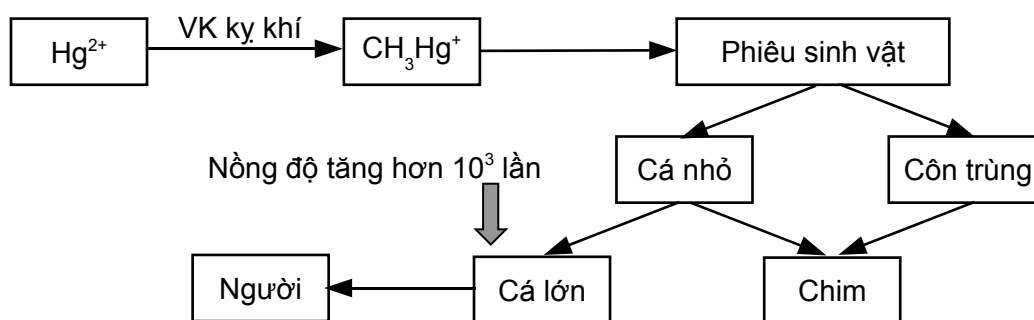 VK kỵ khí
Hg²⁺
CH₃Hg⁺
Phiêu sinh vật
Nồng độ tăng hơn 10³ lần
Cá nhỏ
Côn trùng
Người
Cá lớn
Chim